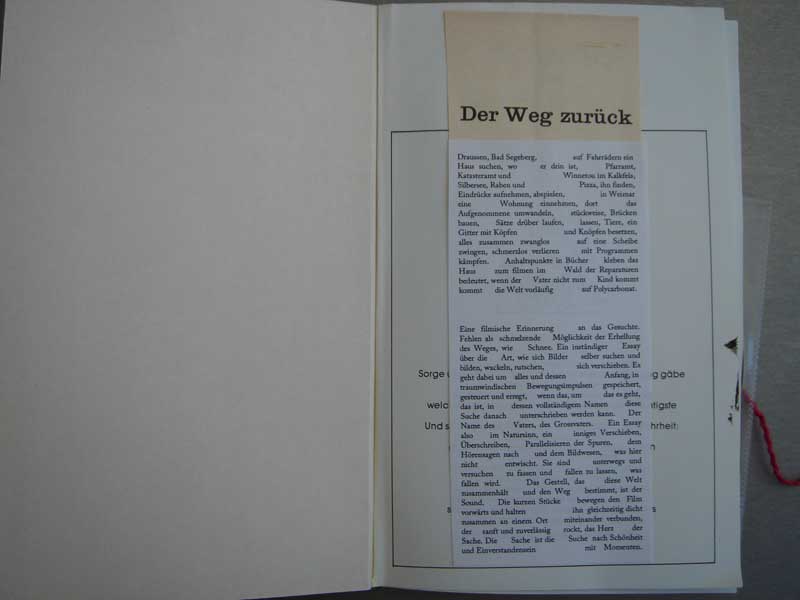 Der Weg zurück
Draussen, Bad Segeberg, auf Fahrrädern ein
Haus suchen, wo er drin ist, Pfarramt,
Katasteramt und Winnetou im Kalkfels,
Silbersee, Raben und Pizza, ihn finden,
Eindrücke aufnehmen, abspielen, in Weimar
eine Wohnung einnehmen, dort das
Aufgenommene umwandeln, stückweise, Brücken
bauen, Sätze drüber laufen, lassen, Tiere, ein
Gitter mit Köpfen und Knöpfen besetzen,
alles zusammen zwanglos auf eine Scheibe
zwingen, schmerzlos verlieren mit Programmen
kämpfen. Anhaltspunkte in Bücher kleben das
Haus zum filmen im Wald der Reparaturen
bedeutet, wenn der Vater nicht zum Kind kommt
kommt die Welt vorläufig auf Polycarbonat.
Eine filmische Erinnerung an das Gesuchte.
Fehlen als schmelzende Möglichkeit der Erhellung
des Weges, wie Schnee. Ein inständiger Essay
über die Art, wie sich Bilder selber suchen und
bilden, wackeln, rutschen, sich verschieben. Es
geht dabei um alles und dessen Anfang, in
traumwindischen Bewegungsimpulsen gespeichert,
gesteuert und erregt, wenn das, um das es geht,
das ist, in dessen vollständigem Namen diese
Suche danach unterschrieben werden kann. Der
Name des Vaters, des Grosvaters. Ein Essay
also im Natursinn, ein inniges Verschieben,
Überschreiben, Parallelisieren der Spuren, dem
Hörensagen nach und dem Bildwesen, was hier
nicht entwischt. Sie sind unterwegs und
versuchen zu fassen und fallen zu lassen, was
fallen wird. Das Gestell, das diese Welt
zusammenhält und den Weg bestimmt, ist der
Sound. Die kurzen Stücke bewegen den Film
vorwärts und halten ihn gleichzeitig dicht
zusammen an einem Ort miteinander verbunden,
der sanft und zuverlässig rockt, das Herz der
Sache. Die Sache ist die Suche nach Schönheit
und Einverstandensein mit Momenten.
Sorge gäbe
Und